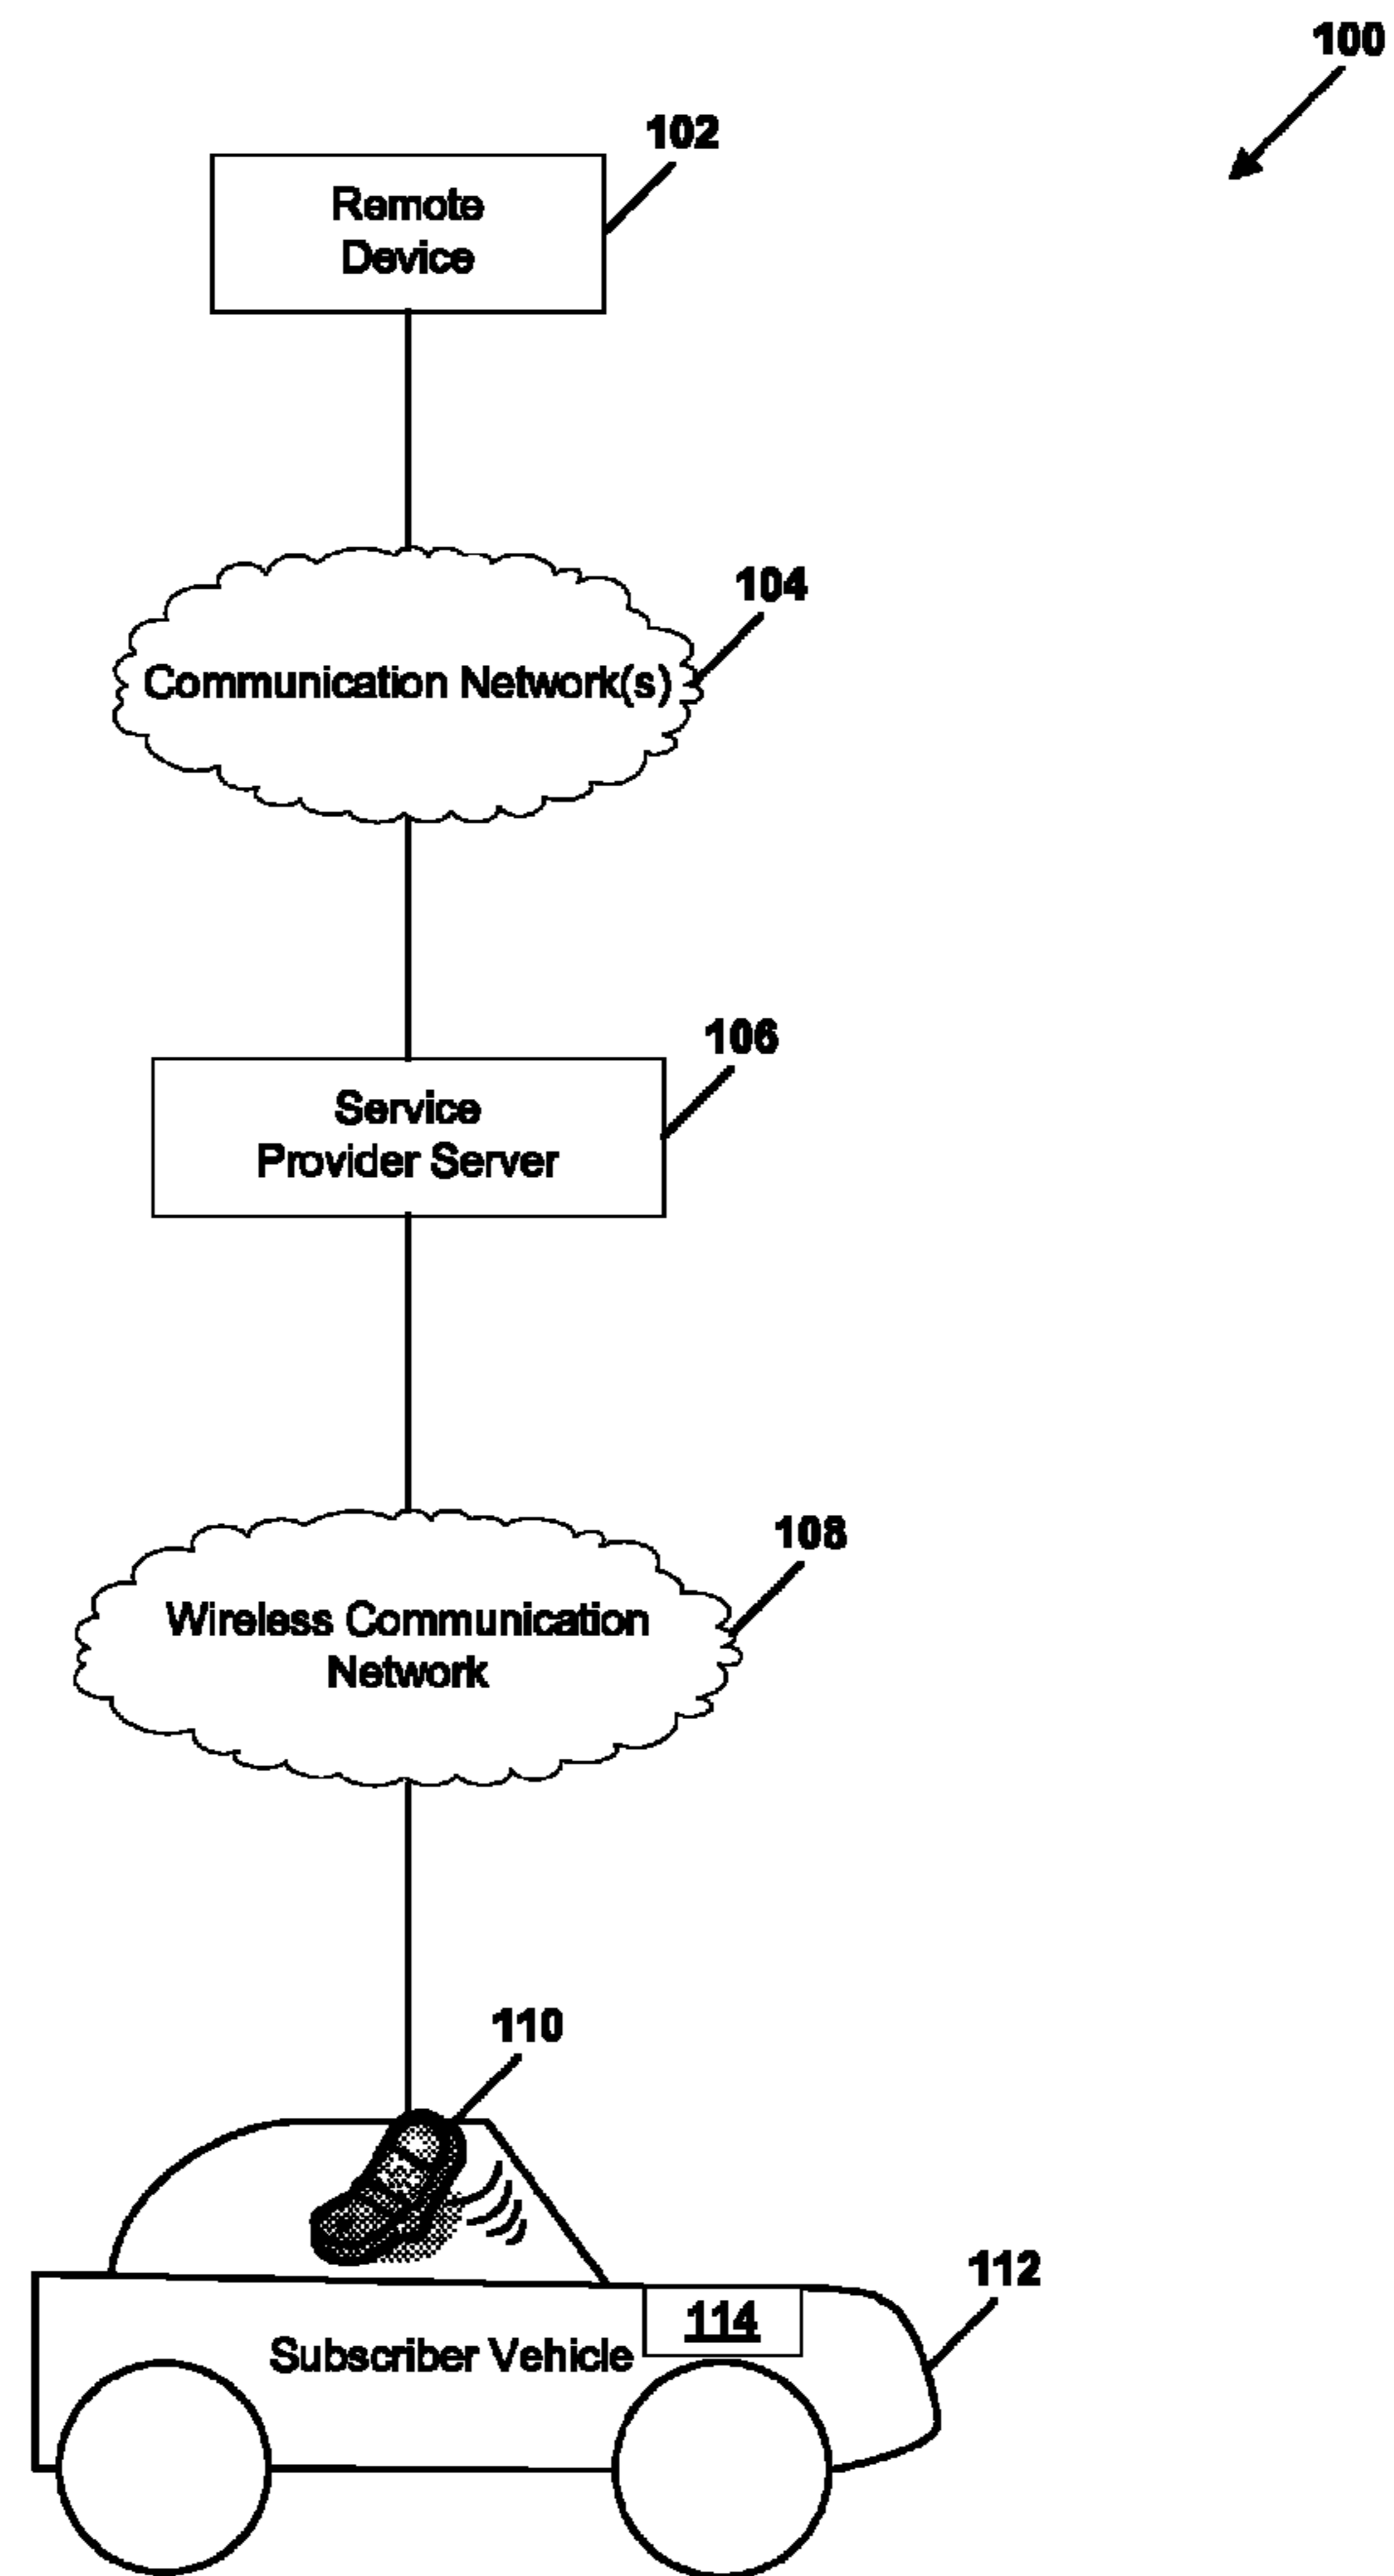 100
102
Remote
Device
104
Communication Network(s)
106
Service
Provider Server
108
Wireless Communication
Network
110
112
114
Subscriber Vehicle